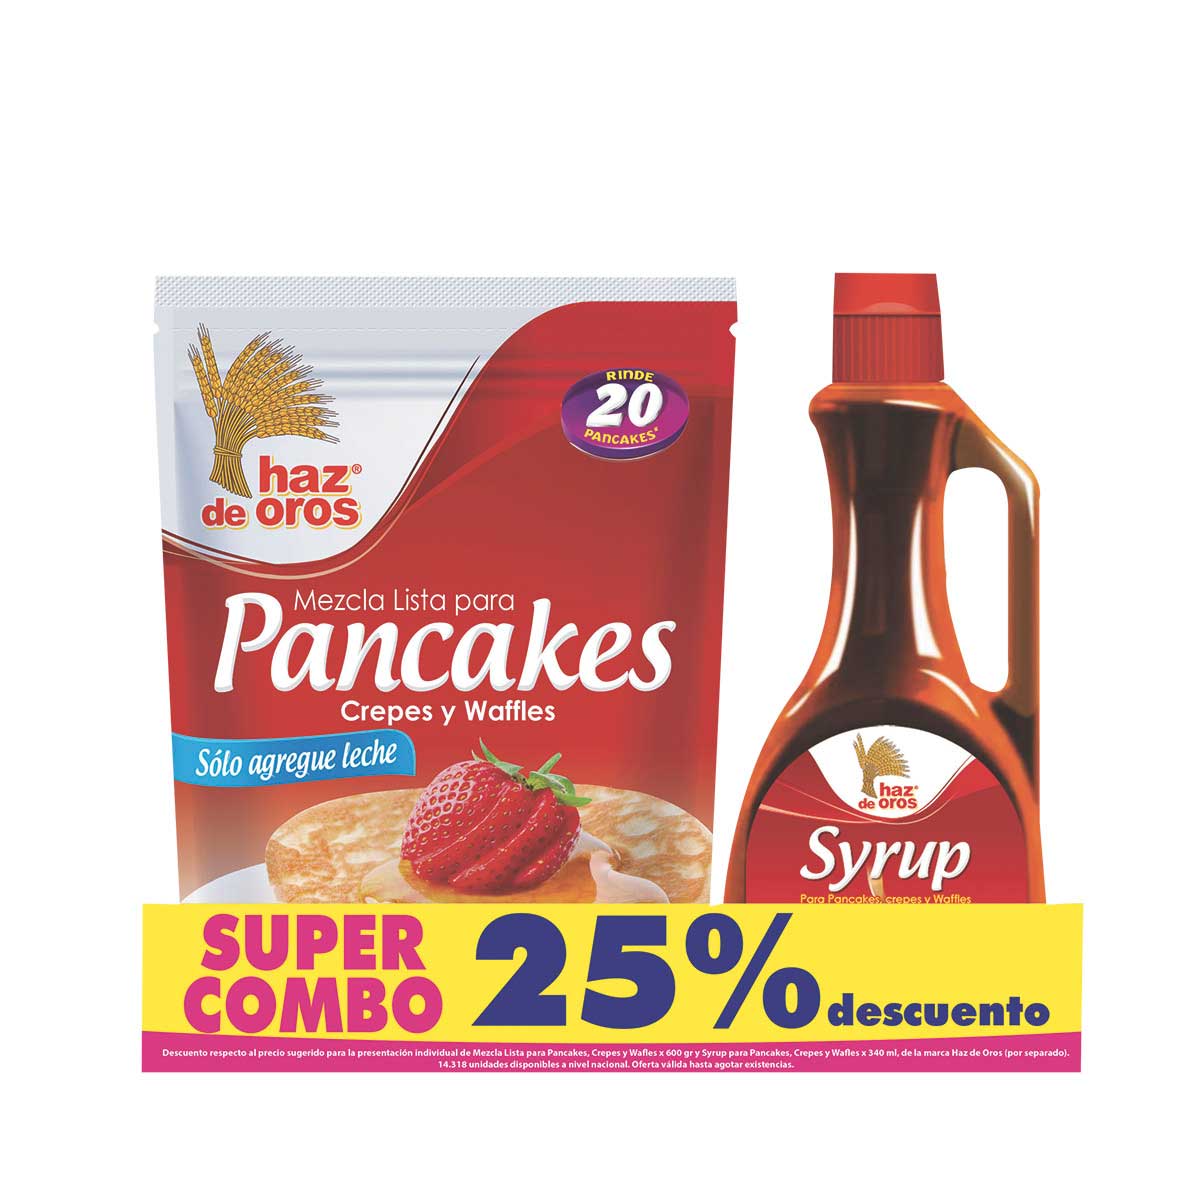 haz®
de oros
RINDE
20
PANCAKES*
Mezcla Lista para
Pancakes
Crepes y Waffles
Sólo agregue leche
haz®
de oros
Syrup
Para Pancakes, crepes y Waffles
SUPER
COMBO
25% descuento
Descuento respecto al precio sugerido para la presentación individual de Mezcla Lista para Pancakes, Crepes y Wafles x 600 gr y Syrup para Pancakes, Crepes y Wafles x 340 ml, de la marca Haz de Oros (por separado).
14.318 unidades disponibles a nivel nacional. Oferta válida hasta agotar existencias.